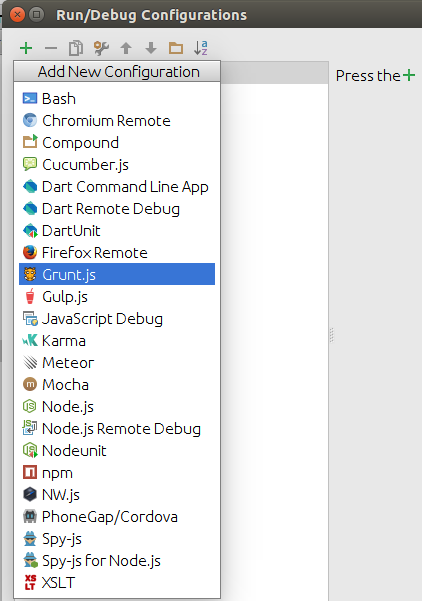 Run/Debug Configurations
Add New Configuration
Press the
Bash
Chromium Remote
Compound
Cucumber.js
Dart Command Line App
Dart Remote Debug
DartUnit
Firefox Remote
Grunt.js
Gulp.js
JavaScript Debug
Karma
Meteor
Mocha
Node.js
Node.js Remote Debug
Nodeunit
npm
NW.js
PhoneGap/Cordova
Spy-js
Spy-js for Node.js
XSLT